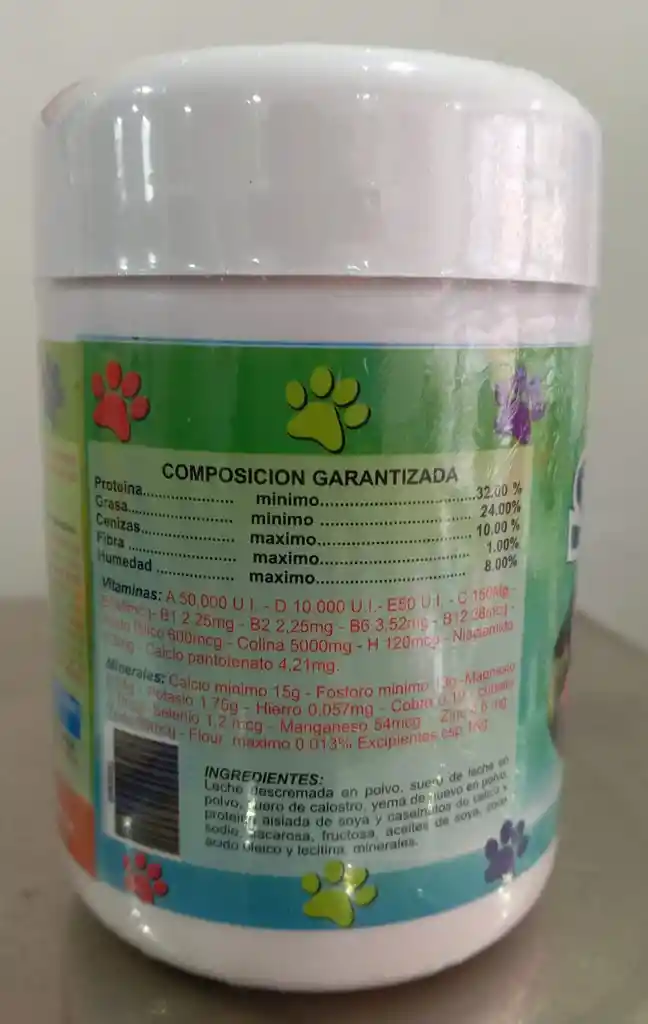 COMPOSICION GARANTIZADA
Proteina........................ minimo........................................32.00 %
Grasa........................... minimo ........................................24.00%
Cenizas......................... maximo........................................10,00 %
Fibra ........................... maximo........................................ 1.00%
Humedad ..................... maximo........................................ 8.00%
Vitaminas: A 50,000 U.I. - D 10 000 U.I.- E50 U.I. - C 150Mg -
B1 2.25mg - B2 2,25mg - B6 3.52mg - B12
600mcg - Colina 5000mg - H 120mcg - Niacinamida
Calcio pantotenato 4,21mg.
Minerales: Calcio minimo 15g - Fosforo minimo 13g-Magnesio
Potasio 1.75g - Hierro 0.057mg - Cobre
Selenio 1,2 mcg - Manganeso 54mcg - Zinc
- Flour maximo 0.013% Excipientes csp 1kg
INGREDIENTES:
Leche descremada en polvo, suero de leche en
polvo, suero de calostro, yema de huevo en polvo,
proteina aislada de soya y caseinatos de calcio y
sodio, sacarosa, fructosa, aceites de soya,
acido oleico y lecitina, minerales.